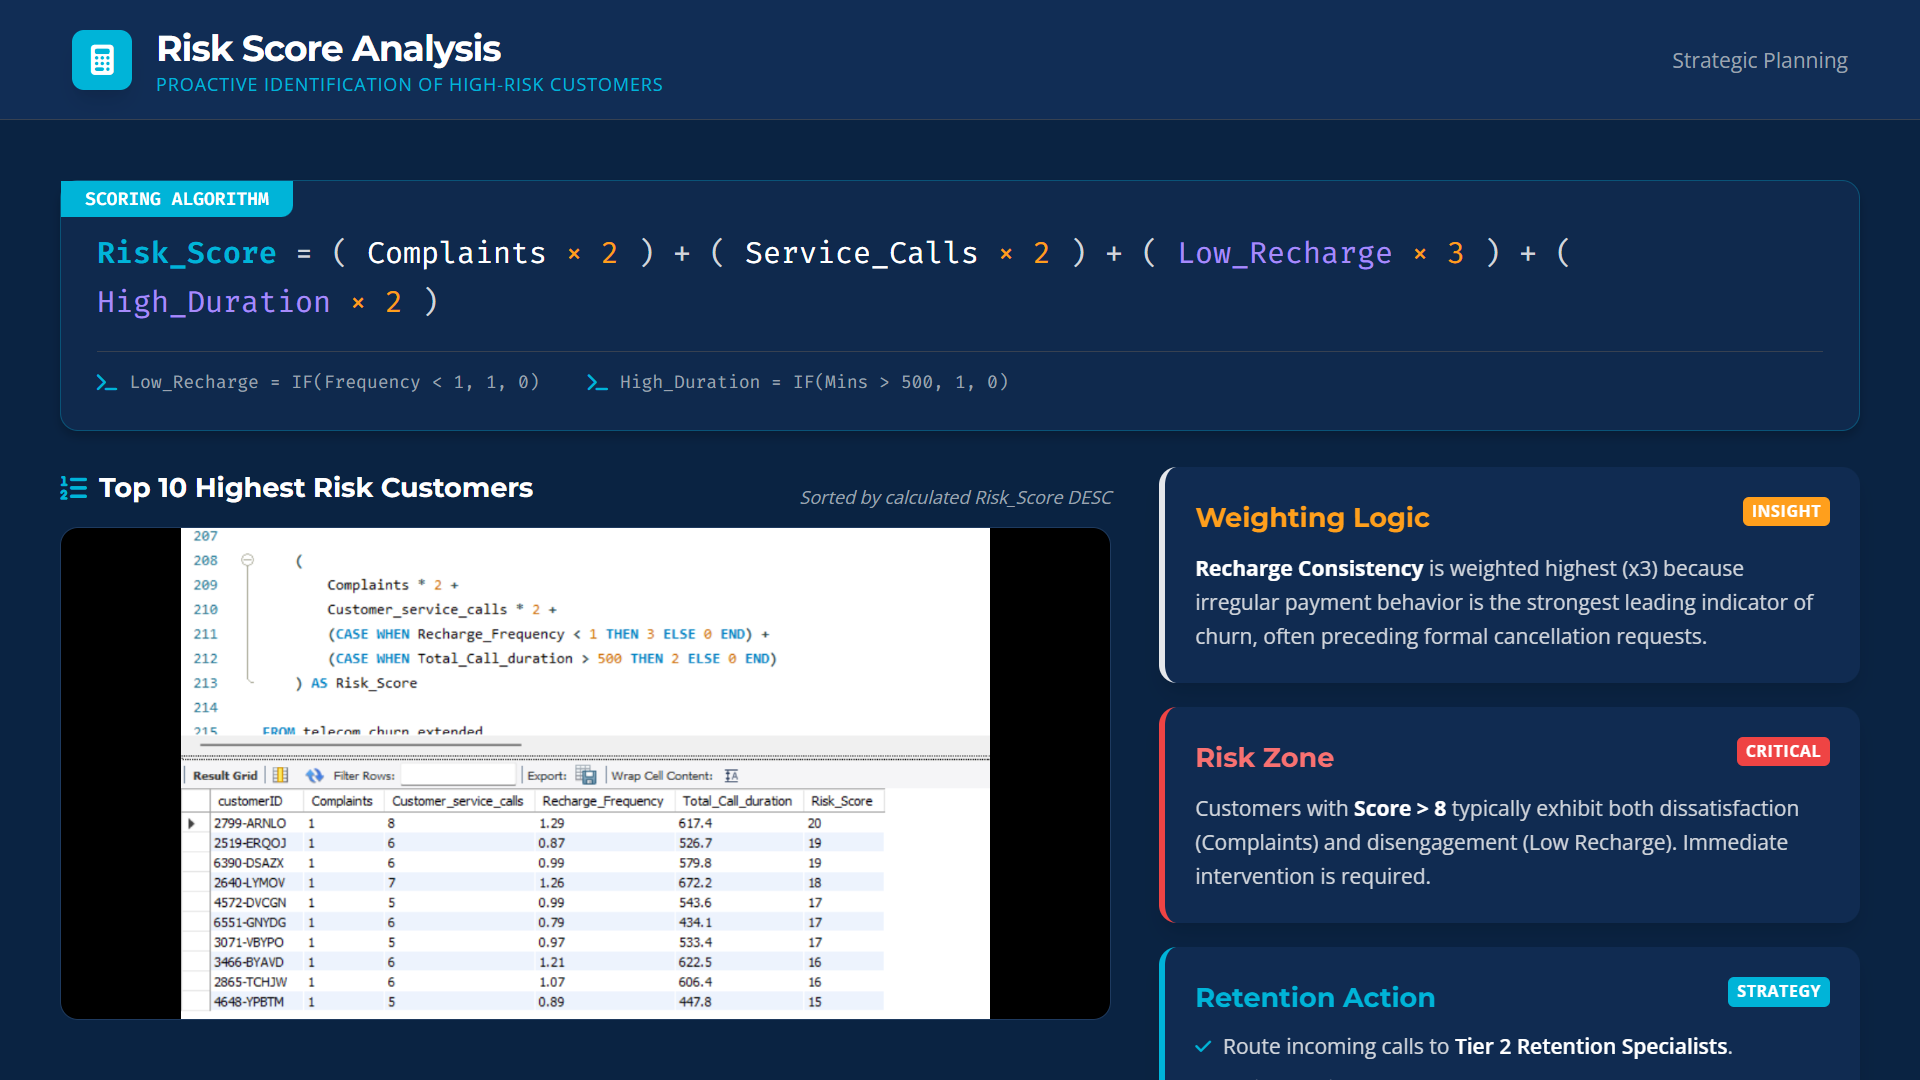 Risk Score Analysis
PROACTIVE IDENTIFICATION OF HIGH-RISK CUSTOMERS
Strategic Planning
SCORING ALGORITHM
Risk_Score = ( Complaints × 2 ) + ( Service_Calls × 2 ) + ( Low_Recharge × 3 ) + (
High_Duration × 2 )
Low_Recharge = IF(Frequency < 1, 1, 0)
High_Duration = IF(Mins > 500, 1, 0)
Top 10 Highest Risk Customers
Sorted by calculated Risk_Score DESC
207
208 (
209 Complaints * 2 +
210 Customer_service_calls * 2 +
211 (CASE WHEN Recharge_Frequency < 1 THEN 3 ELSE 0 END) +
212 (CASE WHEN Total_Call_duration > 500 THEN 2 ELSE 0 END)
213 ) AS Risk_Score
214
215 FROM telecom_churn_extended
Result Grid Filter Rows: Export: Wrap Cell Content:
customerID Complaints Customer_service_calls Recharge_Frequency Total_Call_duration Risk_Score
2799-ARNLO 1 8 1.29 617.4 20
2519-ERQOJ 1 6 0.87 526.7 19
6390-DSAZX 1 6 0.99 579.8 19
2640-LYMOV 1 7 1.26 672.2 18
4572-DVCGN 1 5 0.99 543.6 17
6551-GNYDG 1 6 0.79 434.1 17
3071-VBYPO 1 5 0.97 533.4 17
3466-BYAVD 1 6 1.21 622.5 16
2865-TCHJW 1 6 1.07 606.4 16
4648-YPBTM 1 5 0.89 447.8 15
Weighting Logic
INSIGHT
Recharge Consistency is weighted highest (x3) because
irregular payment behavior is the strongest leading indicator of
churn, often preceding formal cancellation requests.
Risk Zone
CRITICAL
Customers with Score > 8 typically exhibit both dissatisfaction
(Complaints) and disengagement (Low Recharge). Immediate
intervention is required.
Retention Action
STRATEGY
Route incoming calls to Tier 2 Retention Specialists.